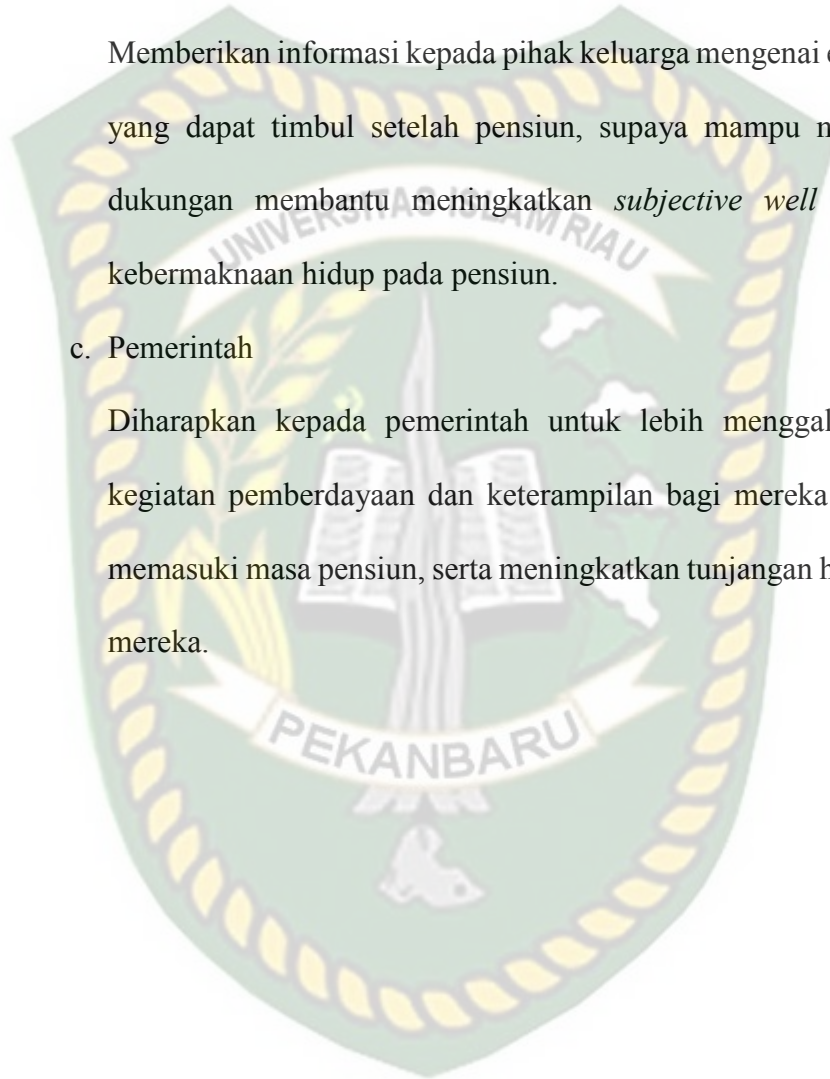 Memberikan informasi kepada pihak keluarga mengenai
yang dapat timbul setelah pensiun, supaya mampu
dukungan membantu meningkatkan subjective well
kebermaknaan hidup pada pensiun.
c. Pemerintah
Diharapkan kepada pemerintah untuk lebih
kegiatan pemberdayaan dan keterampilan bagi mereka
memasuki masa pensiun, serta meningkatkan tunjangan
mereka.
UNIVERSITAS ISLAM RIAU
PEKANBARU